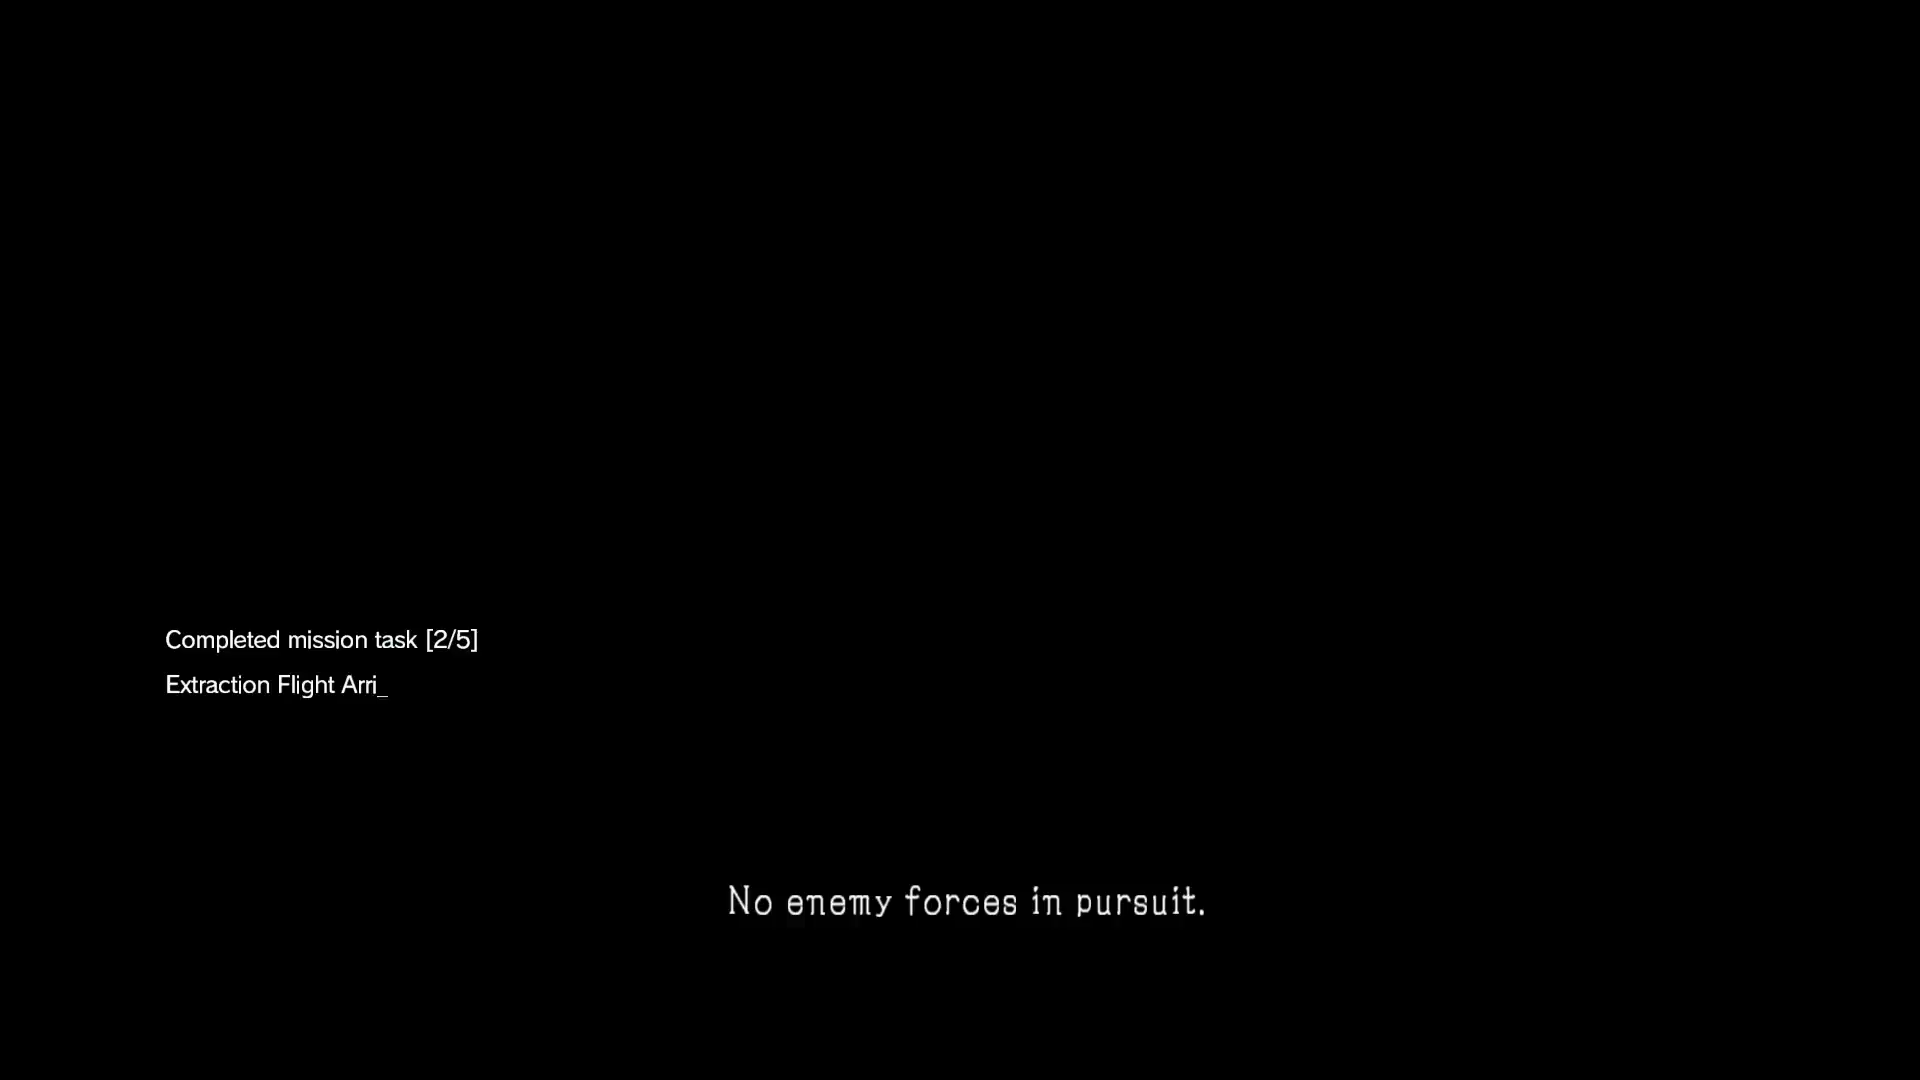 Completed mission task [2/5]
Extraction Flight Arri_
No enemy forces in pursuit.